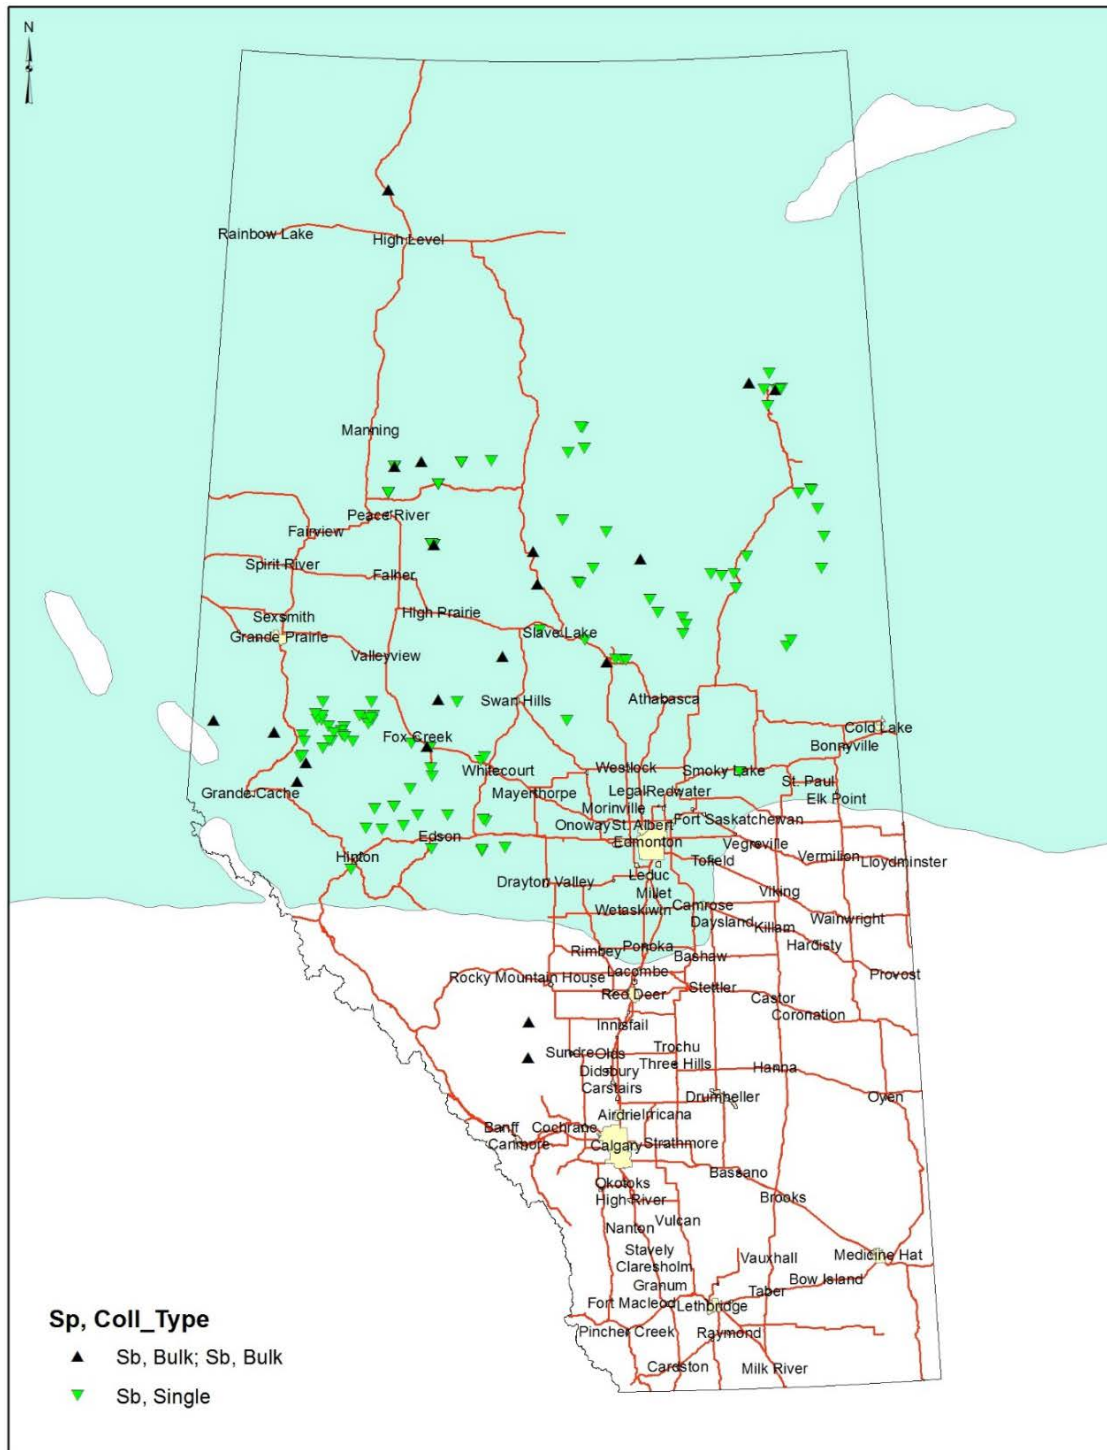 N
Rainbow Lake
High Level
Manning
Peace River
Fairview
Spirit River
Falher
High Prairie
Sexsmith
Grande Prairie
Slave Lake
Valleyview
Swan Hills
Athabasca
Cold Lake
Fox Creek
Bonnyville
Whitecourt
Westlock
Smoky Lake
St. Paul
Grande Cache
Mayerthorpe
Legal
Redwater
Elk Point
Morinville
Fort Saskatchewan
Onoway
St. Albert
Edson
Edmonton
Vegreville
Hinton
Tofield
Vermilion
Lloydminster
Drayton Valley
Leduc
Millet
Viking
Wetaskiwin
Camrose
Daysland
Killam
Wainwright
Rimbey
Ponoka
Bashaw
Hardisty
Rocky Mountain House
Lacombe
Provost
Red Deer
Stettler
Castor
Coronation
Innisfail
Sundre
Olds
Trochu
Three Hills
Hanna
Didsbury
Carstairs
Drumheller
Oyen
Airdrie
Irricana
Banff
Cochrane
Canmore
Calgary
Strathmore
Bassano
Okotoks
High River
Brooks
Nanton
Vulcan
Stavely
Vauxhall
Medicine Hat
Claresholm
Granum
Taber
Bow Island
Fort Macleod
Lethbridge
Pincher Creek
Raymond
Cardston
Milk River
Sp, Coll_Type
Sb, Bulk; Sb, Bulk
Sb, Single